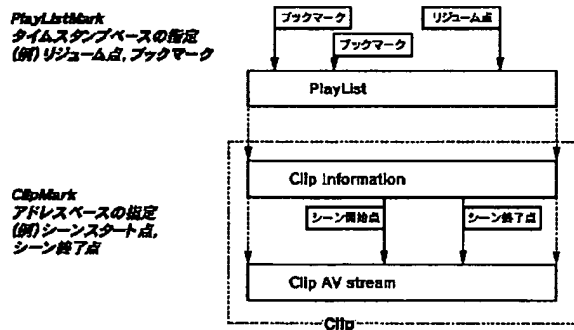 PlayListMark
タイムスタンプベースの指定
(例)リジューム点,ブックマーク
ブックマーク
ブックマーク
リジューム点
PlayList
ClipMark
アドレスベースの指定
(例)シーンスタート点,
シーン終了点
Clip Information
シーン開始点
シーン終了点
Clip AV stream
Clip